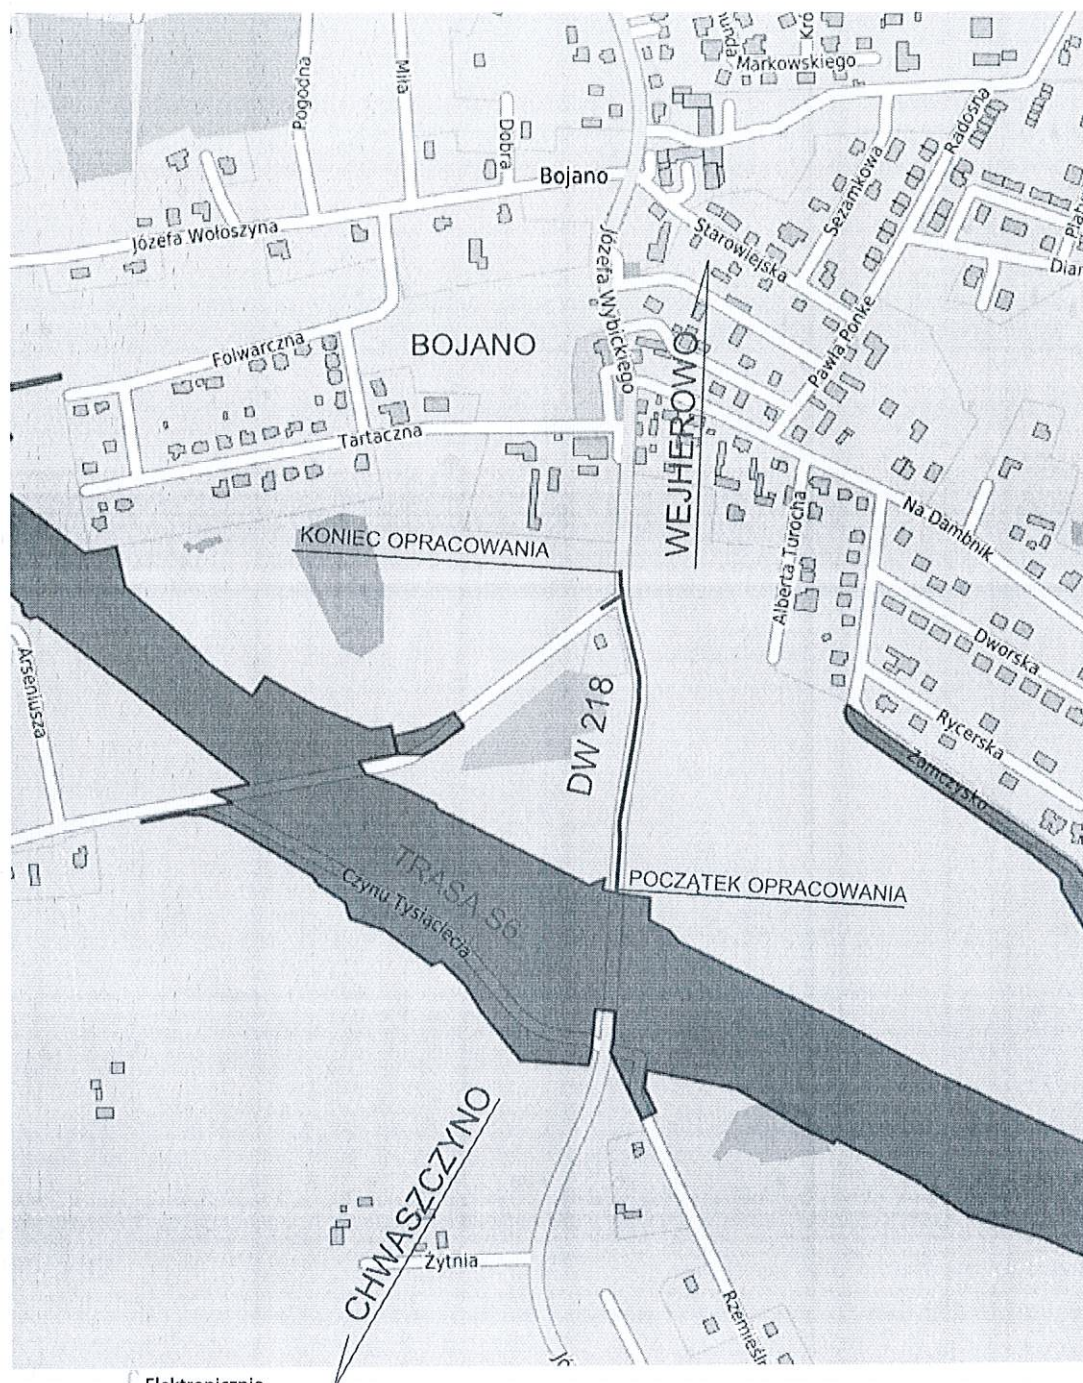 Markowskiego
Pogodna
Miła
Dobra
Radosna
Bojano
Sezamkowa
Józefa Wołoszyna
Starowiejska
Józefa Wybickiego
Folwarczna
BOJANO
Pawła Ponke
WEJHEROWO
Tartaczna
Na Dambnik
KONIEC OPRACOWANIA
Alberta Turocha
Dworska
Arseniusza
DW 218
Rycerska
Zamczysko
TRASA S6
Czynu Tysiąclecia
POCZĄTEK OPRACOWANIA
CHWASZCZYNO
Żytnia